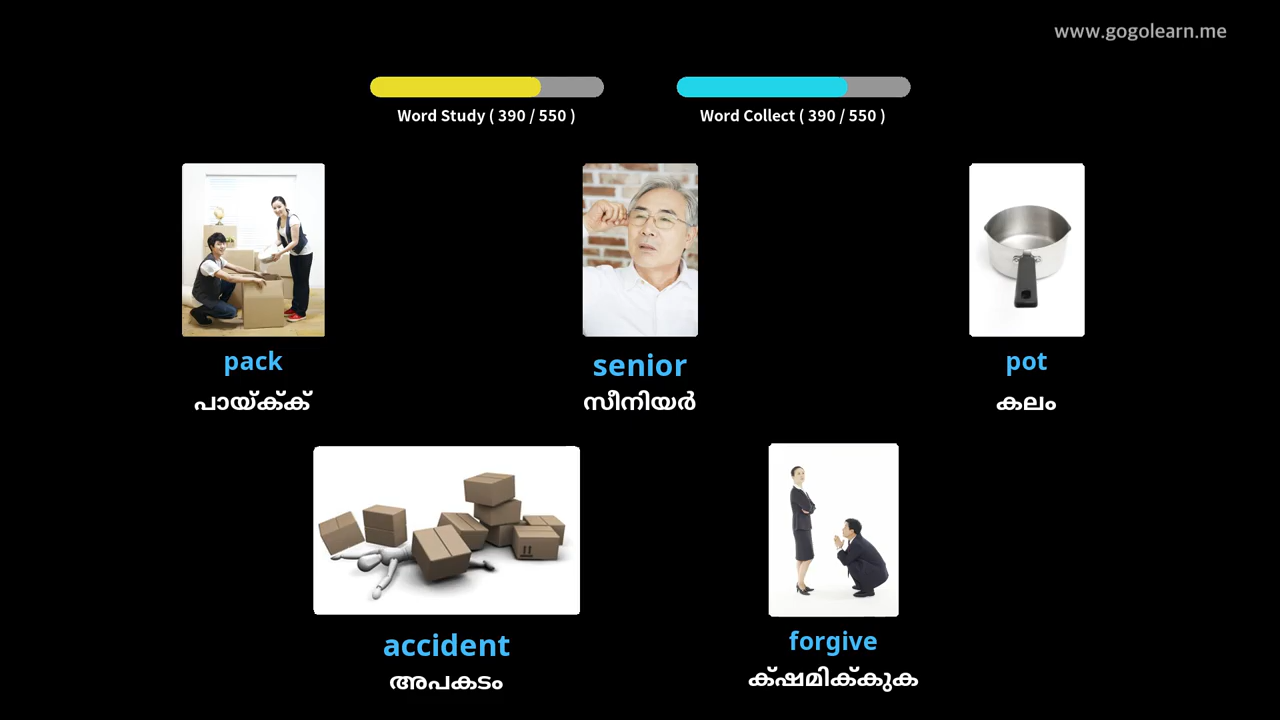 www.gogolearn.me
Word Study ( 390 / 550 )
Word Collect ( 390 / 550 )
pack
പായ്ക്ക്
senior
സീനിയർ
pot
കലം
accident
അപകടം
forgive
ക്ഷമിക്കുക